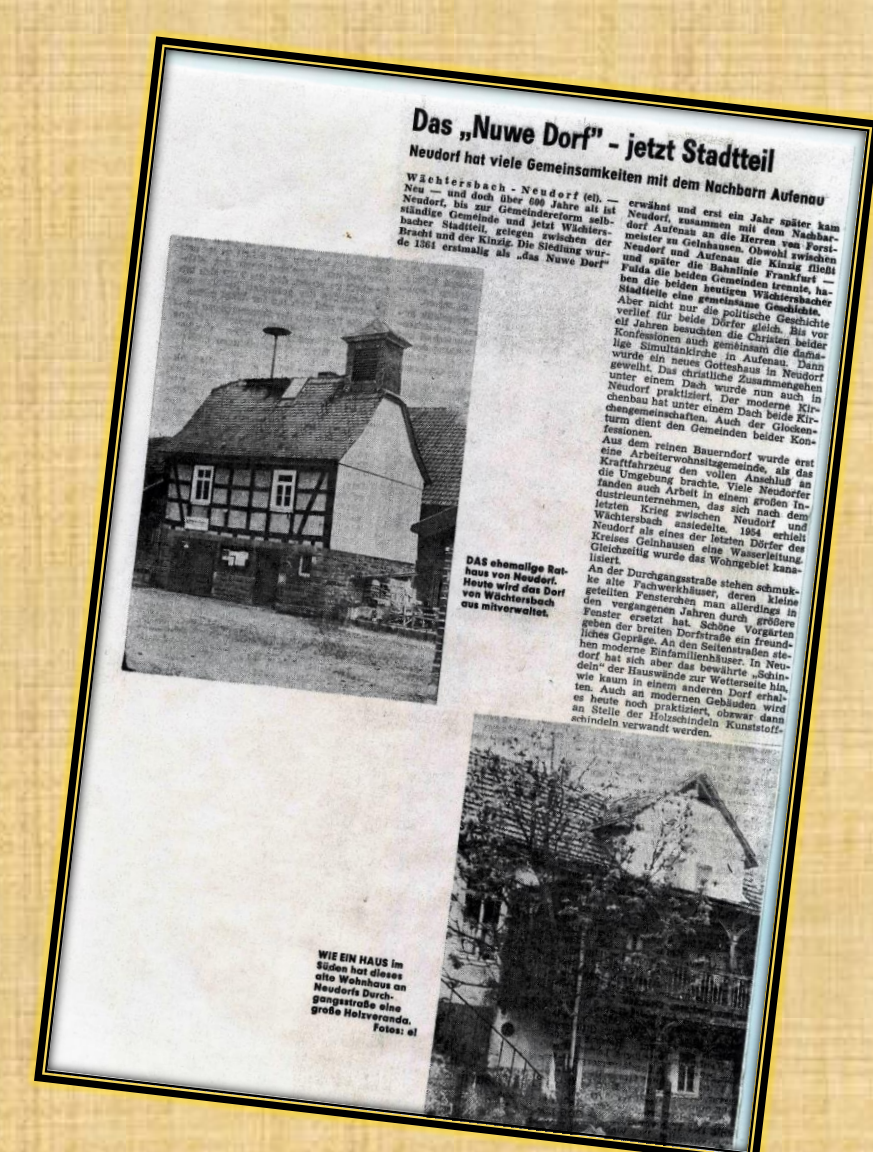 Das „Nuwe Dorf” - jetzt Stadtteil
Neudorf hat viele Gemeinsamkeiten mit dem Nachbarn Aufenau
Wächtersbach - Neudorf (el). —
Neu — und doch über 600 Jahre alt ist
Neudorf, bis zur Gemeindereform selb-
ständige Gemeinde und jetzt Wächters-
bacher Stadtteil, gelegen zwischen der
Bracht und der Kinzig. Die Siedlung wur-
de 1361 erstmalig als „das Nuwe Dorf”
erwähnt und erst ein Jahr später kam
Neudorf, zusammen mit dem Nachbar-
dorf Aufenau an die Herren von Forst-
meister zu Gelnhausen. Obwohl zwischen
Neudorf und Aufenau die Kinzig fließt
und später die Bahnlinie Frankfurt —
Fulda die beiden Gemeinden trennte, ha-
ben die beiden heutigen Wächtersbacher
Stadtteile eine gemeinsame Geschichte.
Aber nicht nur die politische Geschichte
verlief für beide Dörfer gleich. Bis vor
elf Jahren besuchten die Christen beider
Konfessionen auch gemeinsam die dama-
lige Simultankirche in Aufenau. Dann
wurde ein neues Gotteshaus in Neudorf
geweiht. Das christliche Zusammengehen
unter einem Dach wurde nun auch in
Neudorf praktiziert. Der moderne Kir-
chenbau hat unter einem Dach beide Kir-
chengemeinschaften. Auch der Glocken-
turm dient den Gemeinden beider Kon-
fessionen.
Aus dem reinen Bauerndorf wurde erst
eine Arbeiterwohnsitzgemeinde, als das
Kraftfahrzeug den vollen Anschluß an
die Umgebung brachte. Viele Neudorfer
fanden auch Arbeit in einem großen In-
dustrieunternehmen, das sich nach dem
letzten Krieg zwischen Neudorf und
Wächtersbach ansiedelte. 1954 erhielt
Neudorf als eines der letzten Dörfer des
Kreises Gelnhausen eine Wasserleitung.
Gleichzeitig wurde das Wohngebiet kana-
lisiert.
An der Durchgangsstraße stehen schmuk-
ke alte Fachwerkhäuser, deren kleine
geteilten Fensterchen man allerdings in
den vergangenen Jahren durch größere
Fenster ersetzt hat. Schöne Vorgärten
geben der breiten Dorfstraße ein freund-
liches Gepräge. An den Seitenstraßen ste-
hen moderne Einfamilienhäuser. In Neu-
dorf hat sich aber das bewährte „Schin-
deln” der Hauswände zur Wetterseite hin,
wie kaum in einem anderen Dorf erhal-
ten. Auch an modernen Gebäuden wird
es heute noch praktiziert, obzwar dann
an Stelle der Holzschindeln Kunststoff-
schindeln verwandt werden.
DAS ehemalige Rat-
haus von Neudorf.
Heute wird das Dorf
von Wächtersbach
aus mitverwaltet.
WIE EIN HAUS im
Süden hat dieses
alte Wohnhaus an
Neudorfs Durch-
gangsstraße eine
große Holzveranda.
Fotos: el